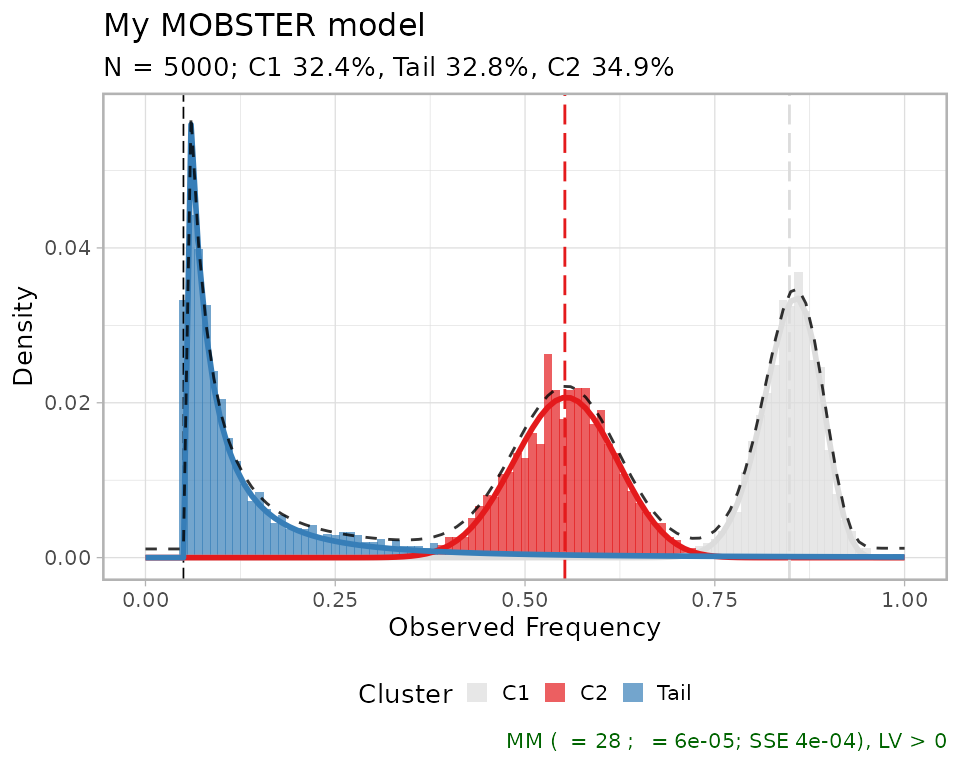 My MOBSTER model
N = 5000; C1 32.4%, Tail 32.8%, C2 34.9%
Density
0.04
0.02
0.00
0.00 0.25 0.50 0.75 1.00
Observed Frequency
Cluster C1 C2 Tail
MM ( = 28 ; = 6e-05; SSE 4e-04), LV > 0